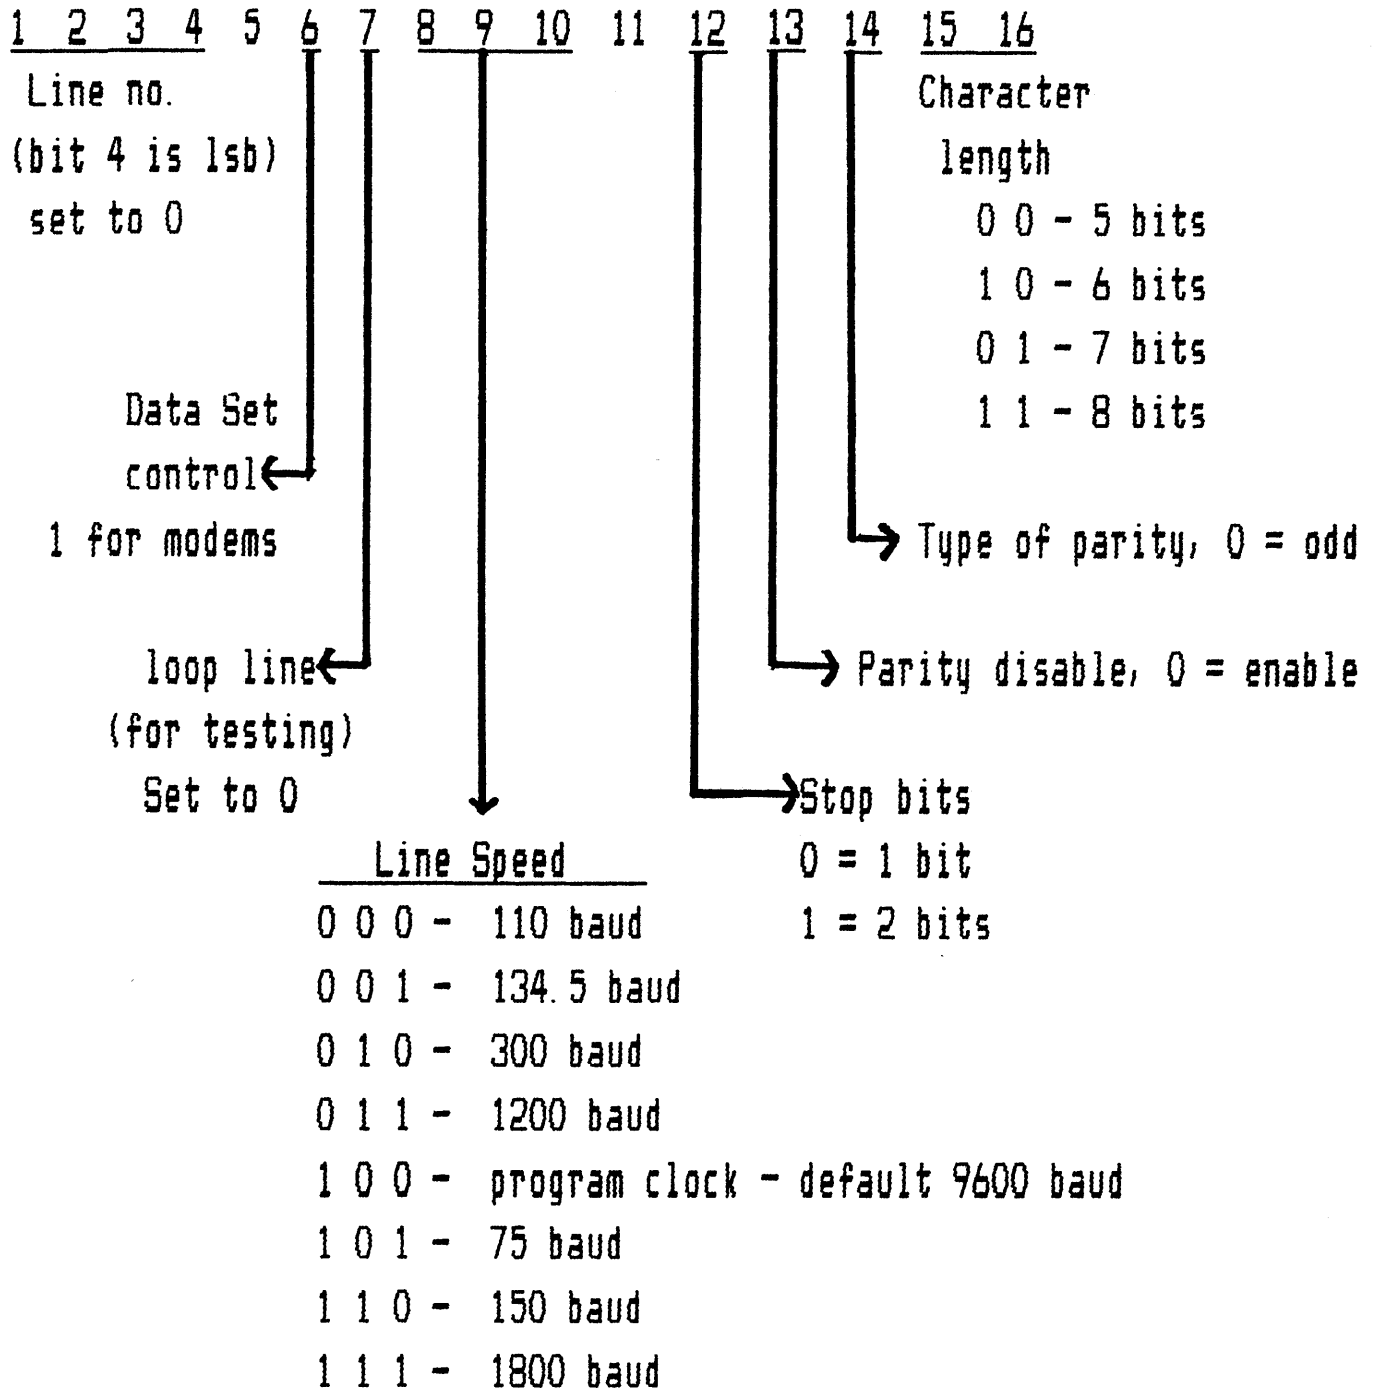 1 2 3 4 5 6 7 8 9 10 11 12 13 14 15 16
Line no.
(bit 4 is lsb)
set to 0
Character
length
0 0 - 5 bits
1 0 - 6 bits
0 1 - 7 bits
1 1 - 8 bits
Data Set
control
1 for modems
Type of parity, 0 = odd
loop line
(for testing)
Set to 0
Parity disable, 0 = enable
Stop bits
0 = 1 bit
1 = 2 bits
Line Speed
0 0 0 - 110 baud
0 0 1 - 134.5 baud
0 1 0 - 300 baud
0 1 1 - 1200 baud
1 0 0 - program clock - default 9600 baud
1 0 1 - 75 baud
1 1 0 - 150 baud
1 1 1 - 1800 baud